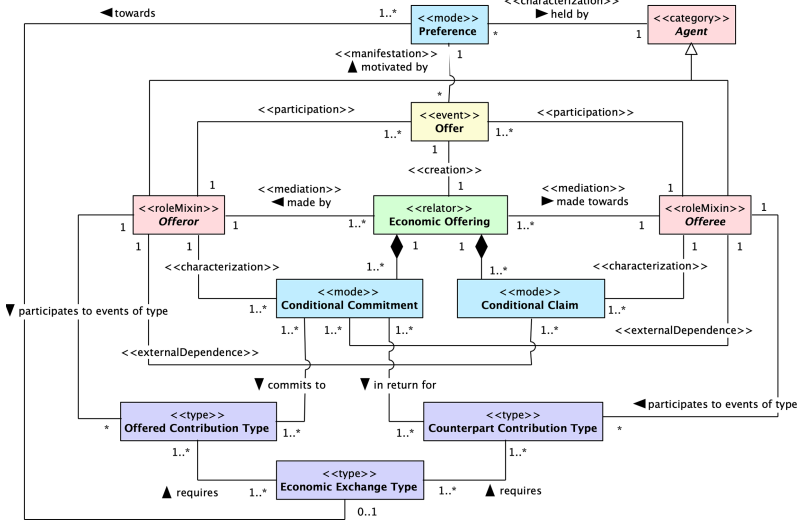 <<characterization>>
◀ towards
1..*
<<mode>>
Preference
*
▶ held by
1
<<category>>
Agent
<<manifestation>>
▲ motivated by
1
*
<<participation>>
1..*
<<event>>
Offer
1..*
<<participation>>
1
<<creation>>
1
1
1
<<roleMixin>>
Offeror
1
1
<<mediation>>
◀ made by
1..*
<<relator>>
Economic Offering
1..*
<<mediation>>
▶ made towards
<<roleMixin>>
Offeree
1
1
1
1
1
1
1
<<characterization>>
1..*
1..*
<<characterization>>
1..*
<<mode>>
Conditional Commitment
<<mode>>
Conditional Claim
1..*
▼ participates to events of type
1..*
1..*
1..*
1..*
<<externalDependence>>
<<externalDependence>>
▼ commits to
▼ in return for
◀ participates to events of type
*
<<type>>
Offered Contribution Type
1..*
1..*
<<type>>
Counterpart Contribution Type
*
1..*
1..*
▲ requires
1..*
<<type>>
Economic Exchange Type
1..*
▲ requires
0..1